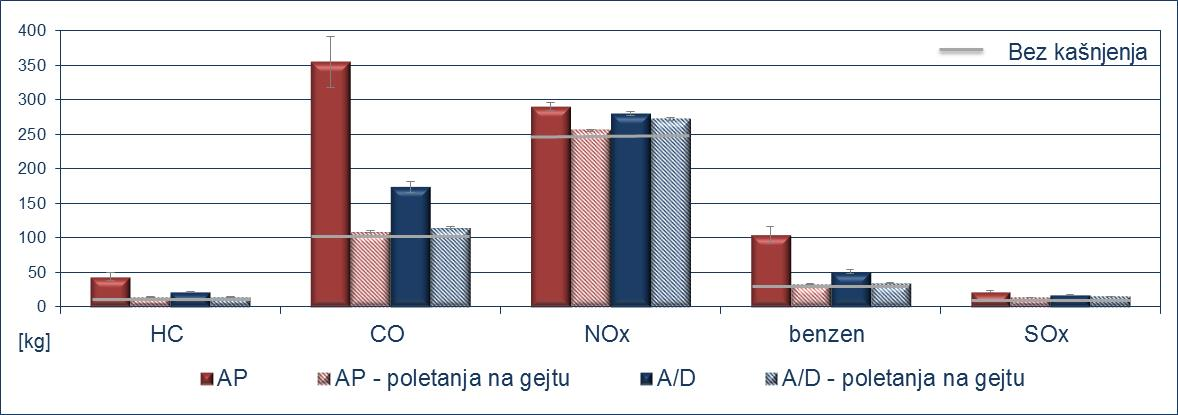 400
350
300
250
200
150
100
50
0
[kg]
Bez kašnjenja
HC CO NOx benzen SOx
AP AP - poletanja na gejtu A/D A/D - poletanja na gejtu